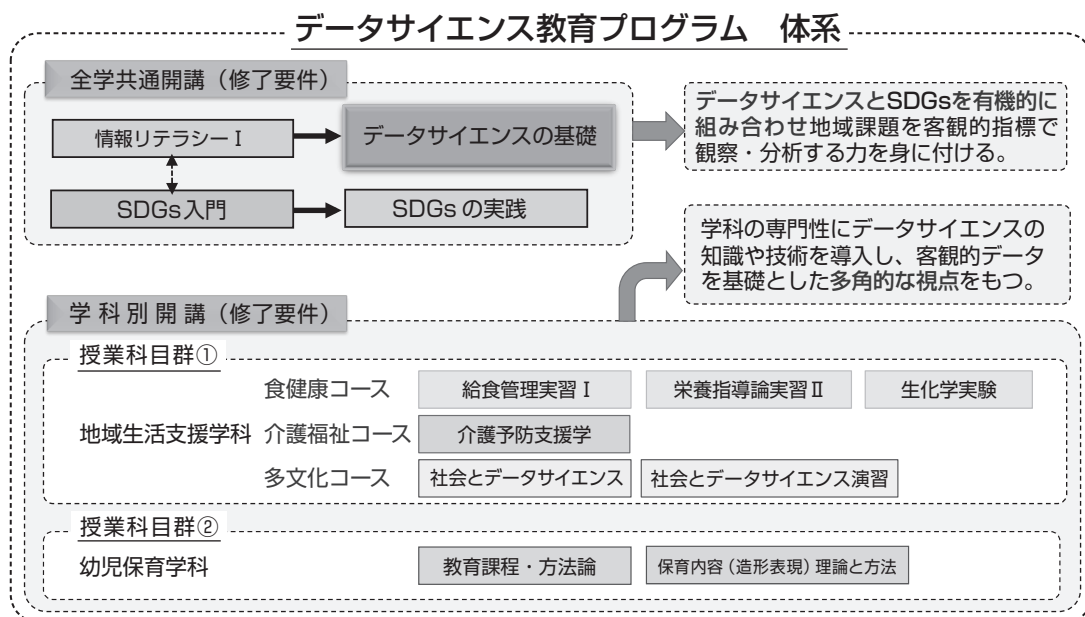 データサイエンス教育プログラム　体系
全学共通開講（修了要件）
情報リテラシーⅠ
データサイエンスの基礎
SDGs入門
SDGsの実践
データサイエンスとSDGsを有機的に
組み合わせ地域課題を客観的指標で
観察・分析する力を身に付ける。
学科の専門性にデータサイエンスの
知識や技術を導入し、客観的データ
を基礎とした多角的な視点をもつ。
学科別開講（修了要件）
授業科目群①
地域生活支援学科
食健康コース
給食管理実習Ⅰ
栄養指導論実習Ⅱ
生化学実験
介護福祉コース
介護予防支援学
多文化コース
社会とデータサイエンス
社会とデータサイエンス演習
授業科目群②
幼児保育学科
教育課程・方法論
保育内容（造形表現）理論と方法